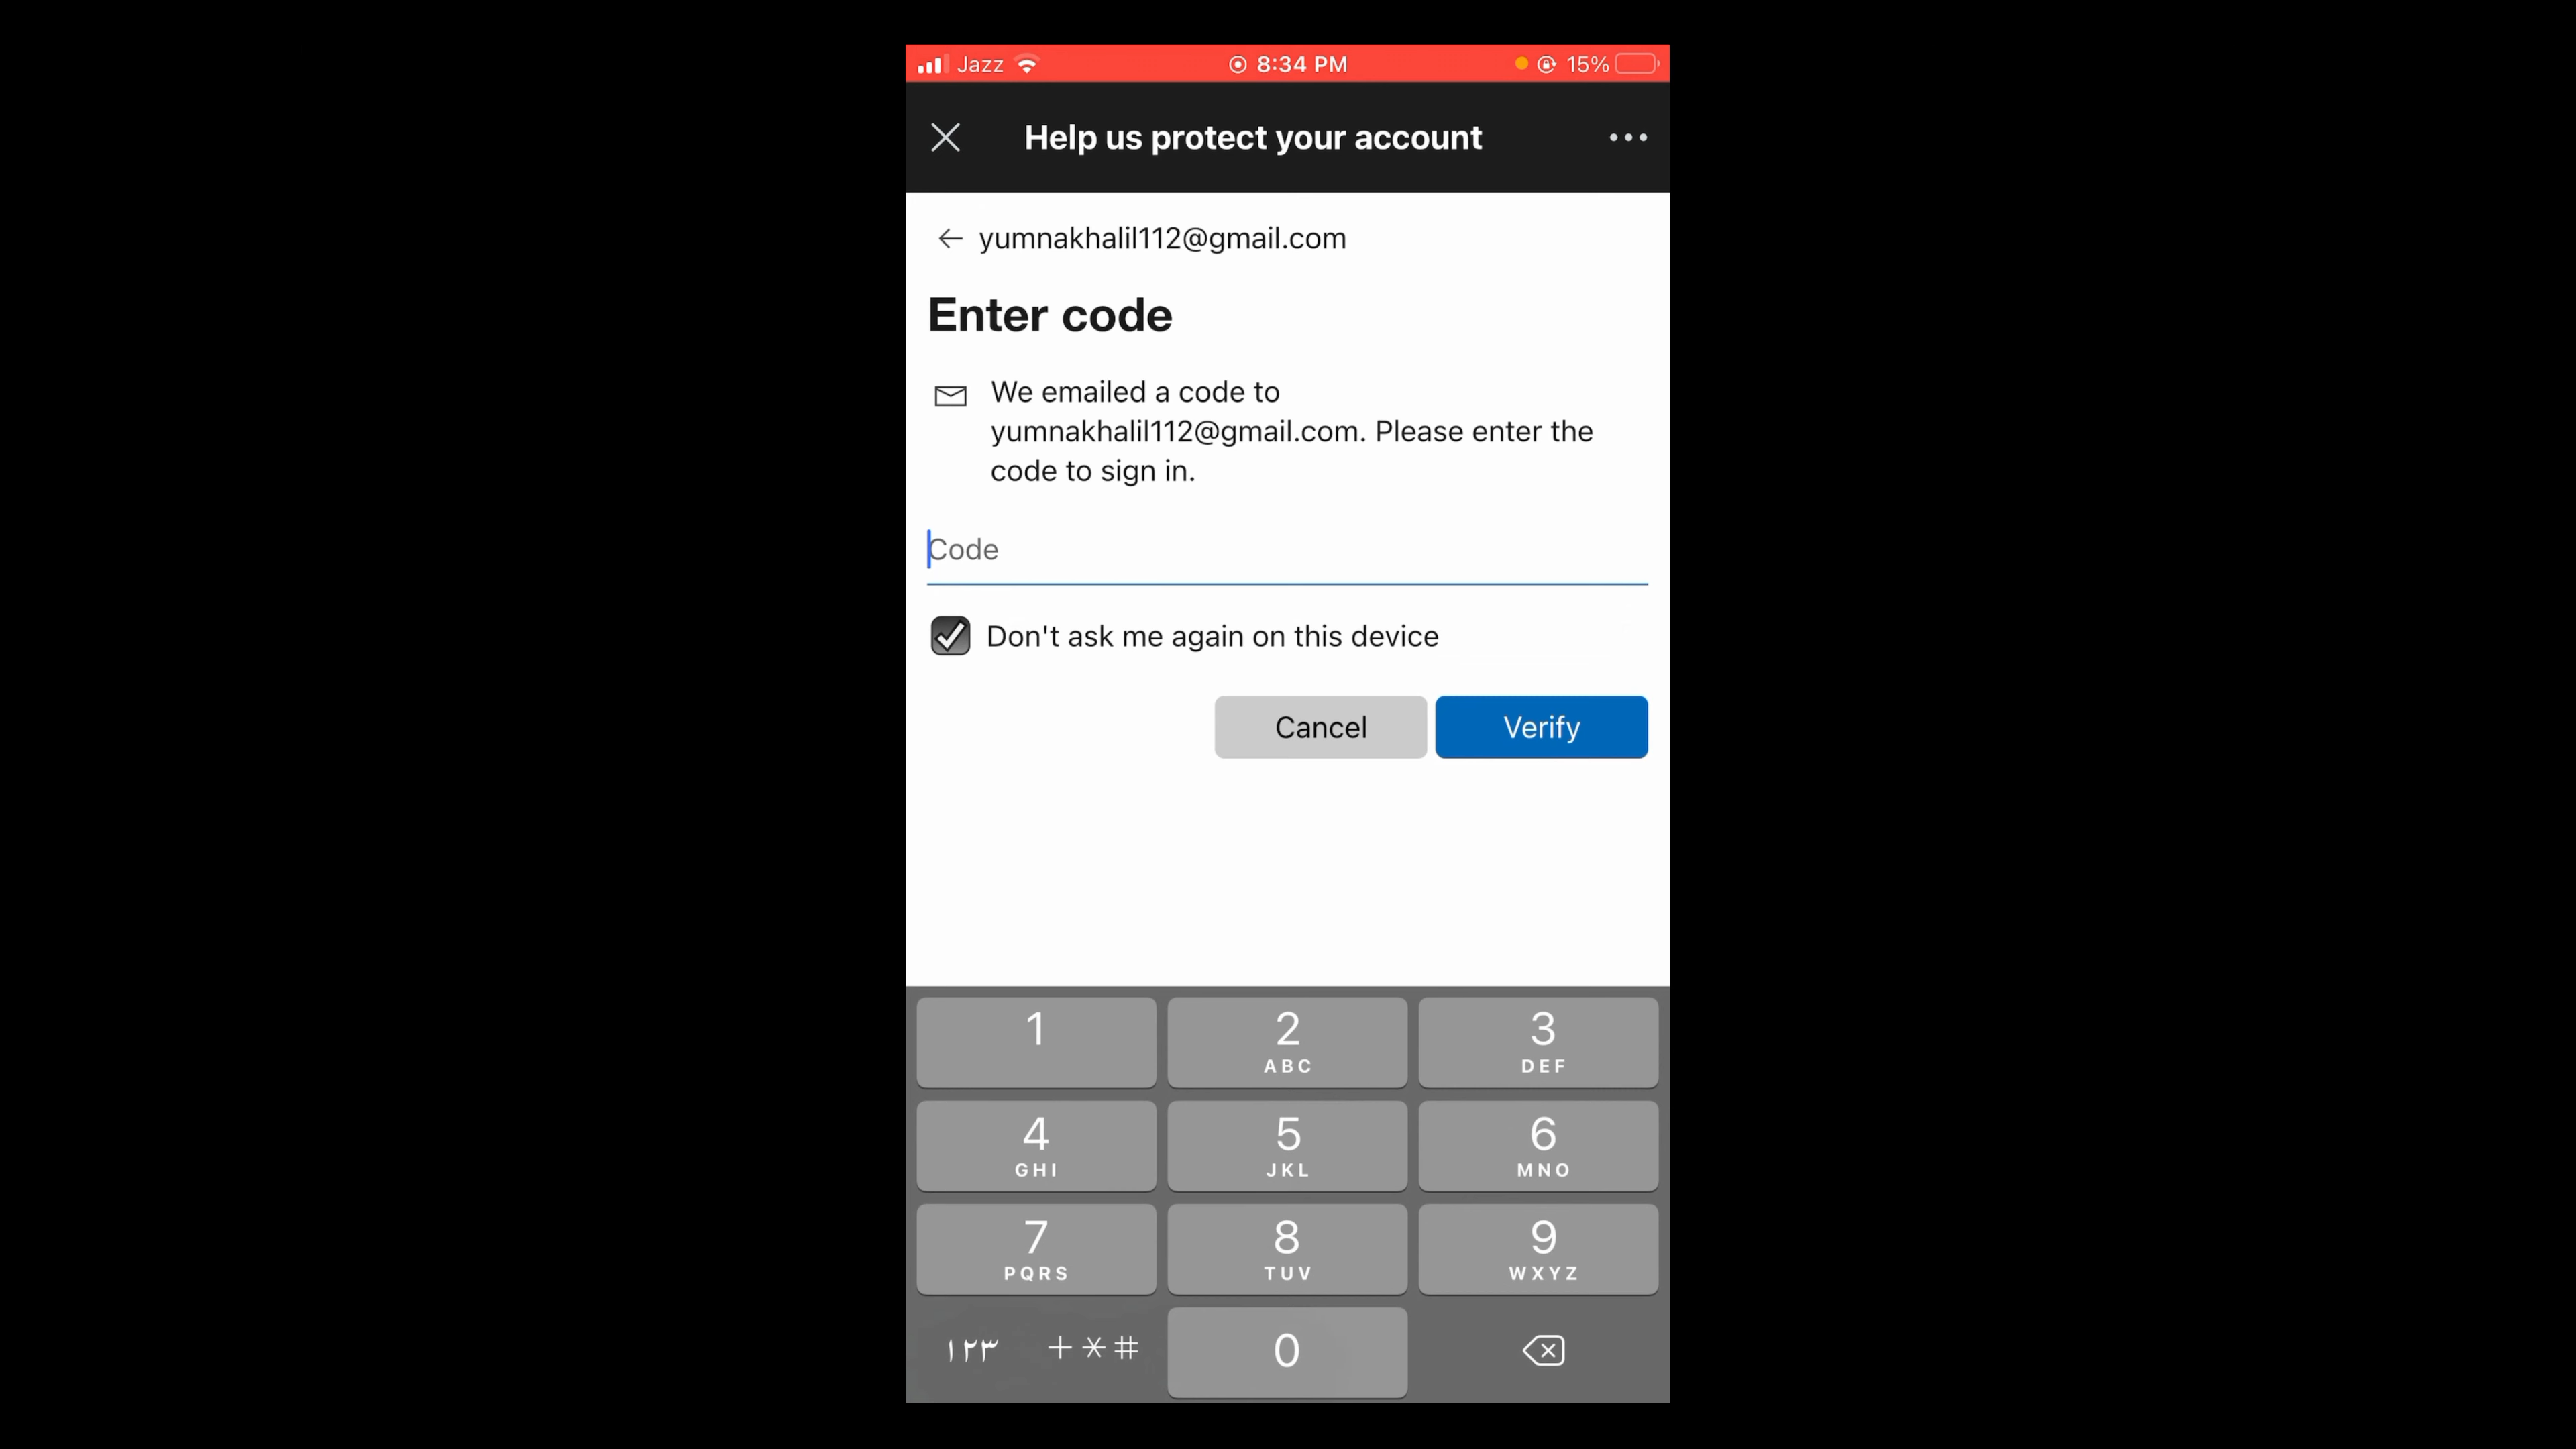 Jazz 8:34 PM 15%
Help us protect your account
yumnakhalil112@gmail.com
Enter code
We emailed a code to
yumnakhalil112@gmail.com. Please enter the
code to sign in.
Code
Don't ask me again on this device
Cancel Verify
1 2 3
ABC DEF
4 5 6
GHI JKL MNO
7 8 9
PQRS TUV WXYZ
۱۲۳ +*# 0